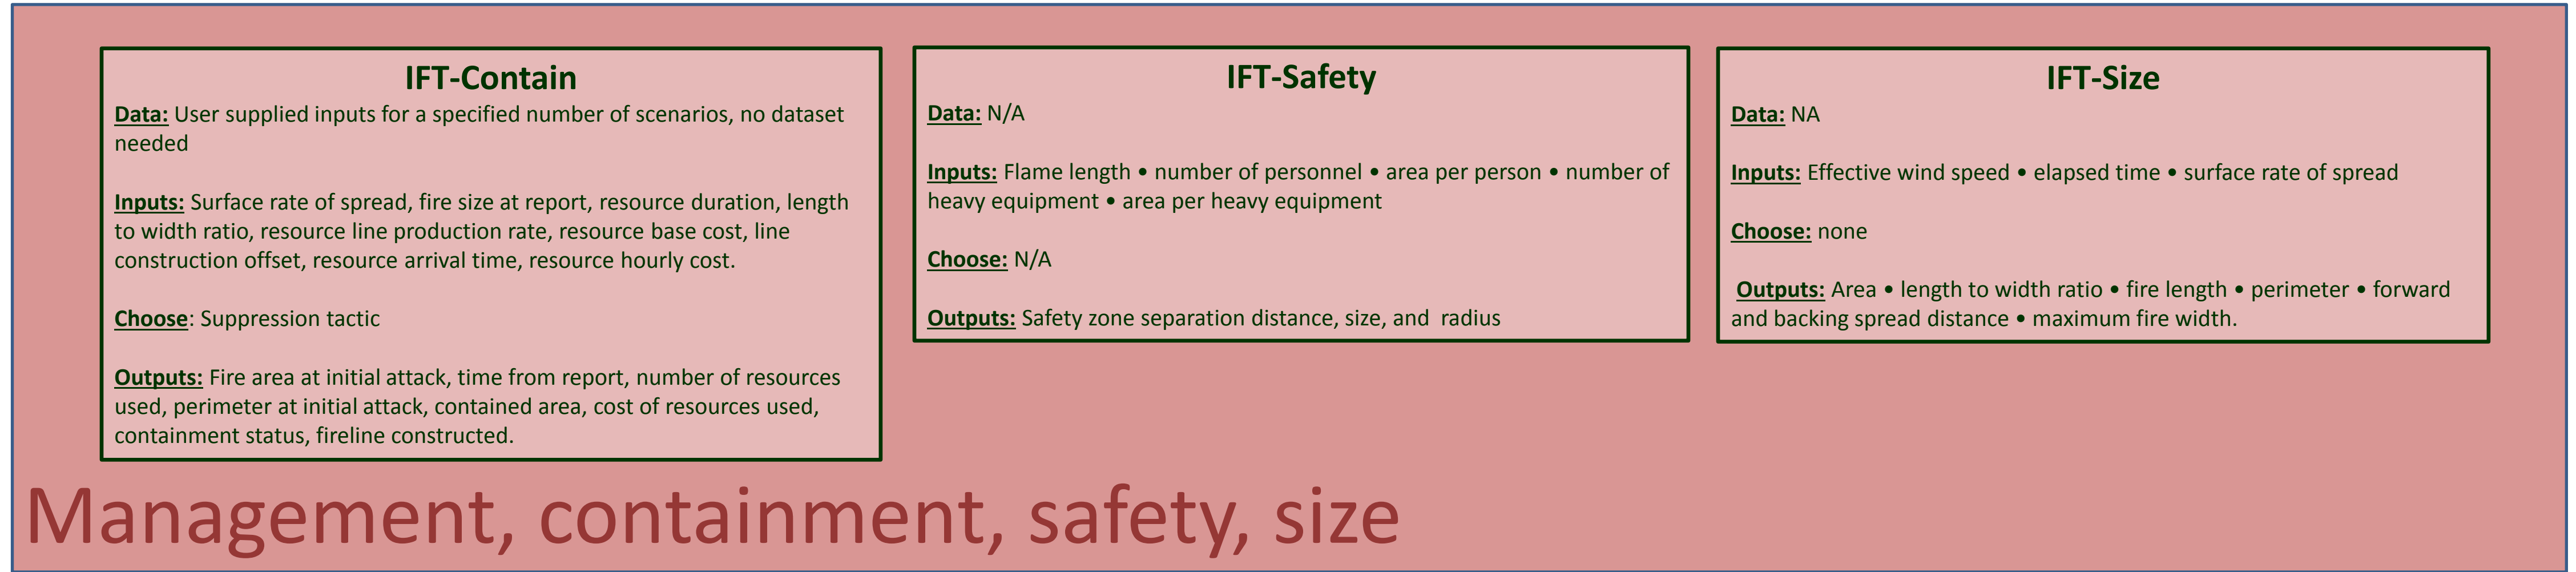 IFT-Contain
Data: User supplied inputs for a specified number of scenarios, no dataset
needed
Inputs: Surface rate of spread, fire size at report, resource duration, length
to width ratio, resource line production rate, resource base cost, line
construction offset, resource arrival time, resource hourly cost.
Choose: Suppression tactic
Outputs: Fire area at initial attack, time from report, number of resources
used, perimeter at initial attack, contained area, cost of resources used,
containment status, fireline constructed.
IFT-Safety
Data: N/A
Inputs: Flame length • number of personnel • area per person • number of
heavy equipment • area per heavy equipment
Choose: N/A
Outputs: Safety zone separation distance, size, and  radius
IFT-Size
Data: NA
Inputs: Effective wind speed • elapsed time • surface rate of spread
Choose: none
Outputs: Area • length to width ratio • fire length • perimeter • forward
and backing spread distance • maximum fire width.
Management, containment, safety, size